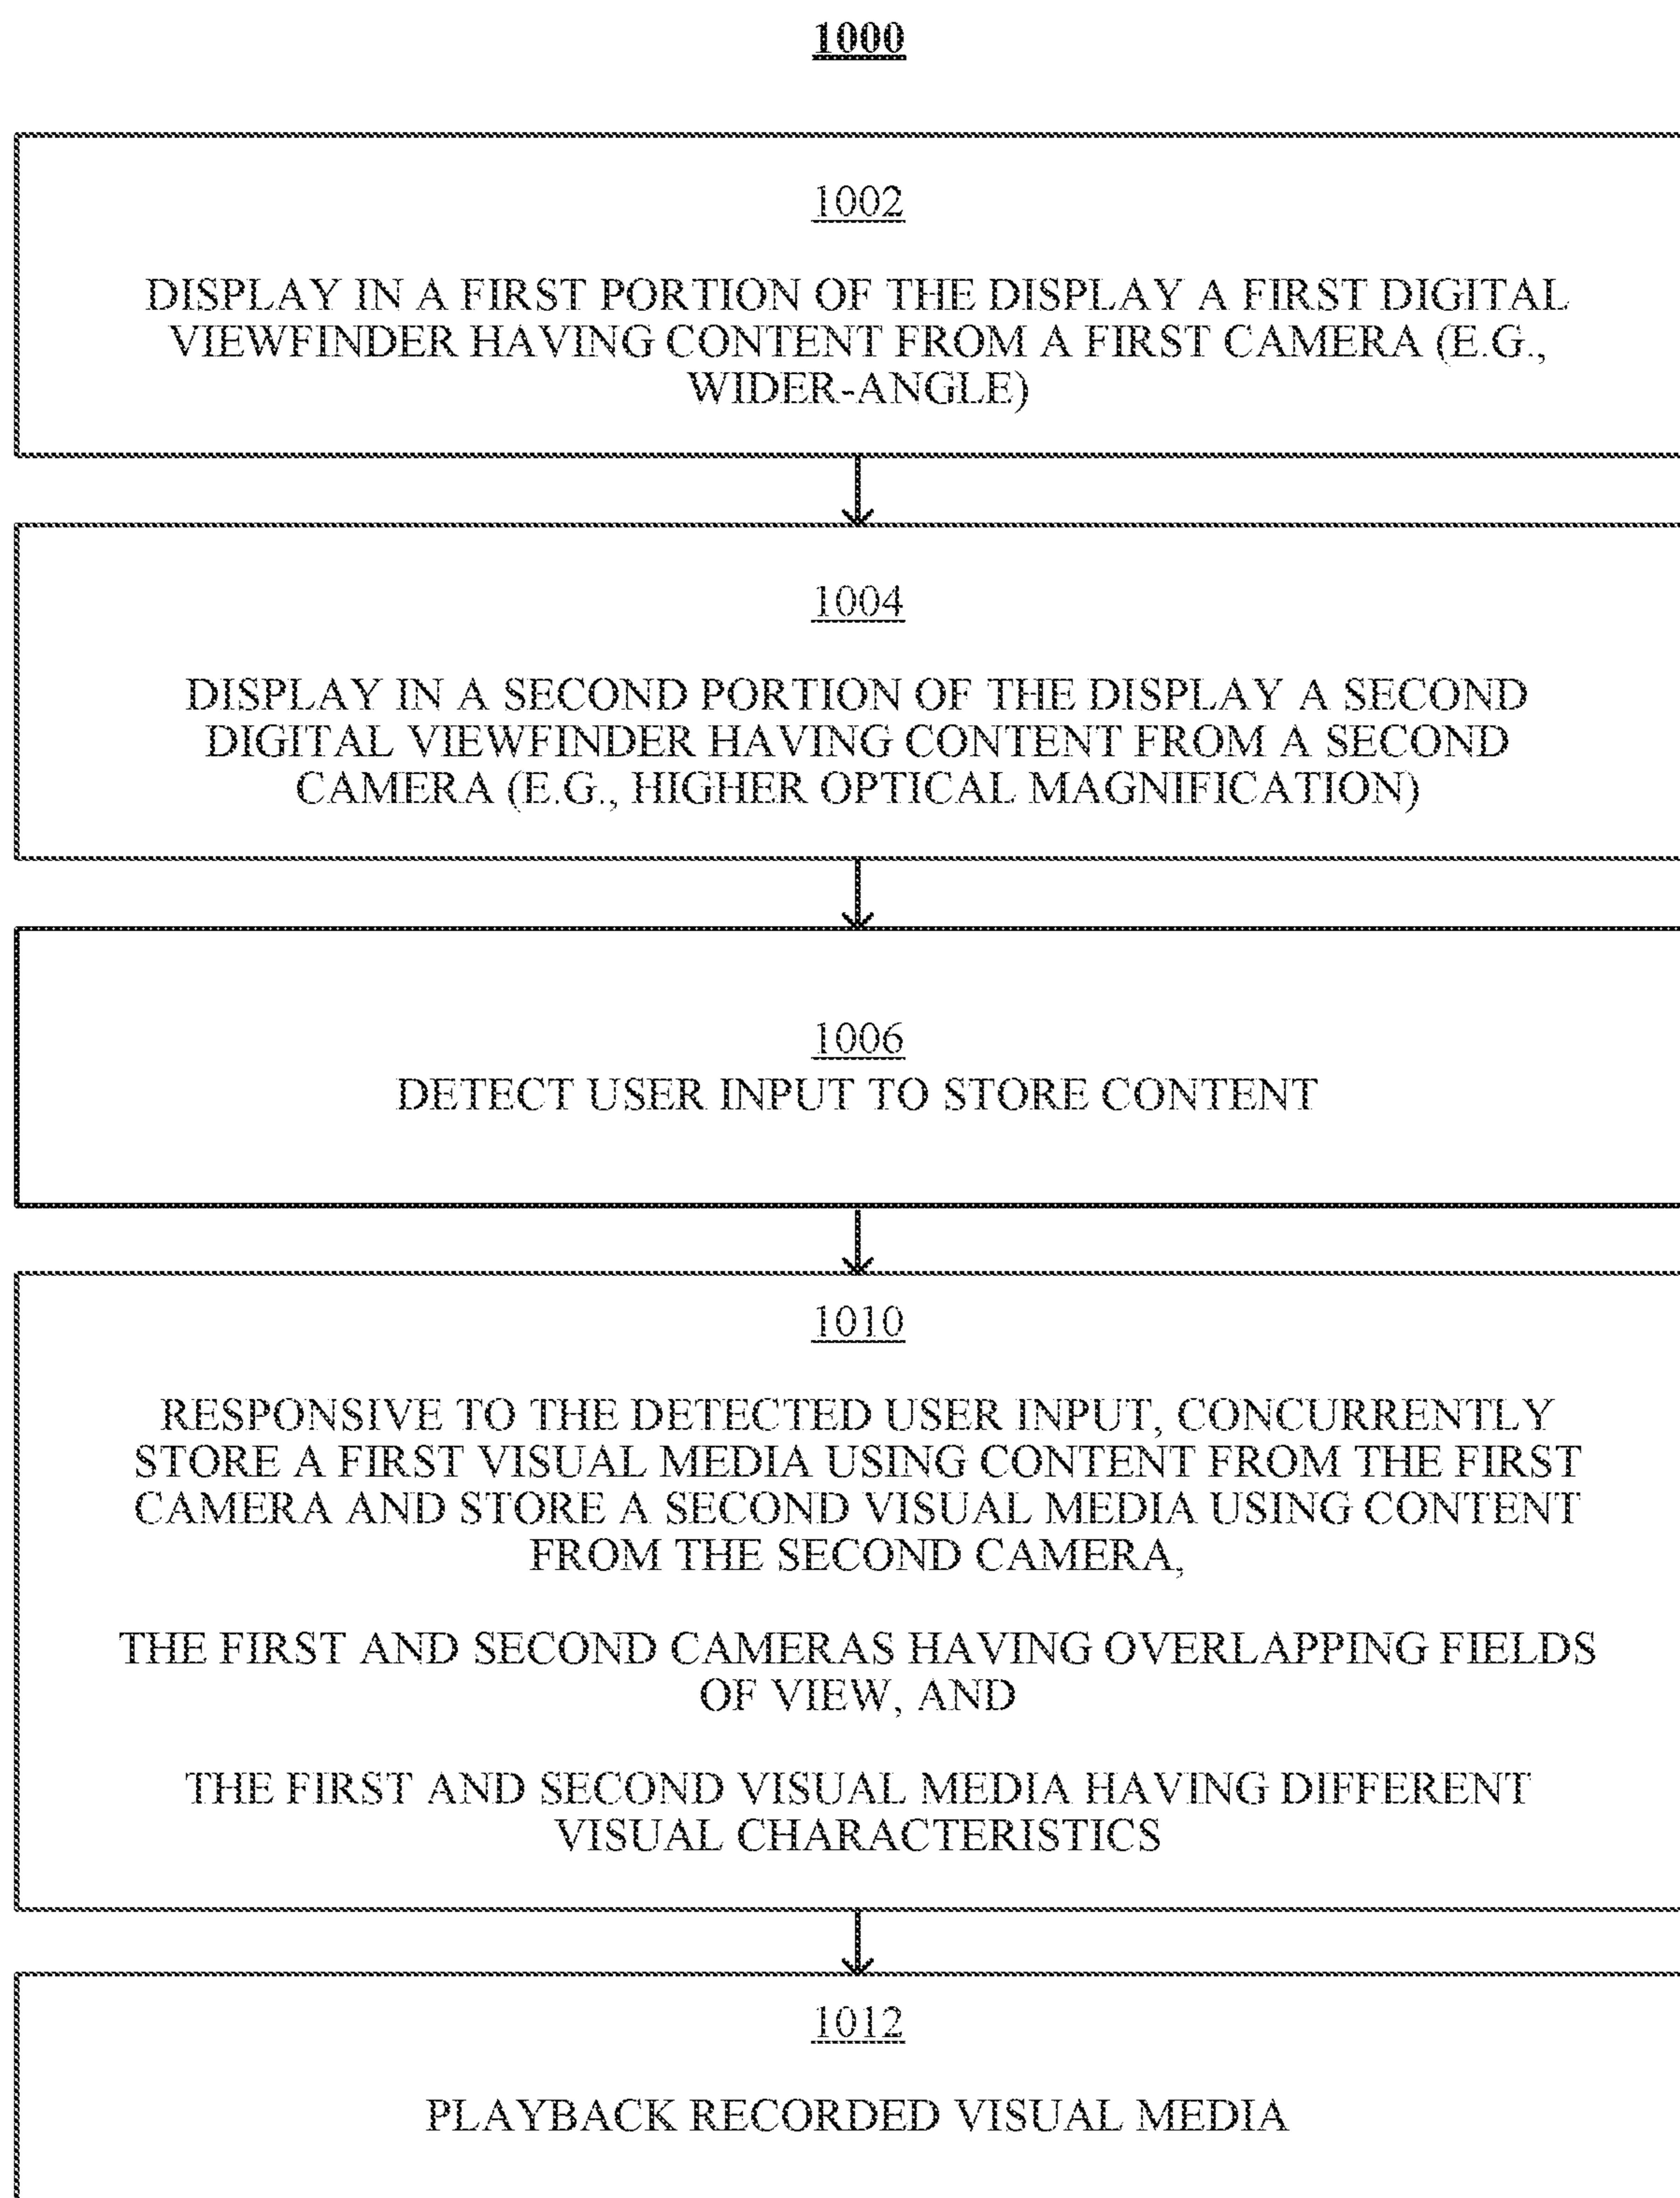 1000
1002
DISPLAY IN A FIRST PORTION OF THE DISPLAY A FIRST DIGITAL
VIEWFINDER HAVING CONTENT FROM A FIRST CAMERA (E.G.,
WIDER-ANGLE)
1004
DISPLAY IN A SECOND PORTION OF THE DISPLAY A SECOND
DIGITAL VIEWFINDER HAVING CONTENT FROM A SECOND
CAMERA (E.G., HIGHER OPTICAL MAGNIFICATION)
1006
DETECT USER INPUT TO STORE CONTENT
1010
RESPONSIVE TO THE DETECTED USER INPUT, CONCURRENTLY
STORE A FIRST VISUAL MEDIA USING CONTENT FROM THE FIRST
CAMERA AND STORE A SECOND VISUAL MEDIA USING CONTENT
FROM THE SECOND CAMERA,
THE FIRST AND SECOND CAMERAS HAVING OVERLAPPING FIELDS
OF VIEW, AND
THE FIRST AND SECOND VISUAL MEDIA HAVING DIFFERENT
VISUAL CHARACTERISTICS
1012
PLAYBACK RECORDED VISUAL MEDIA